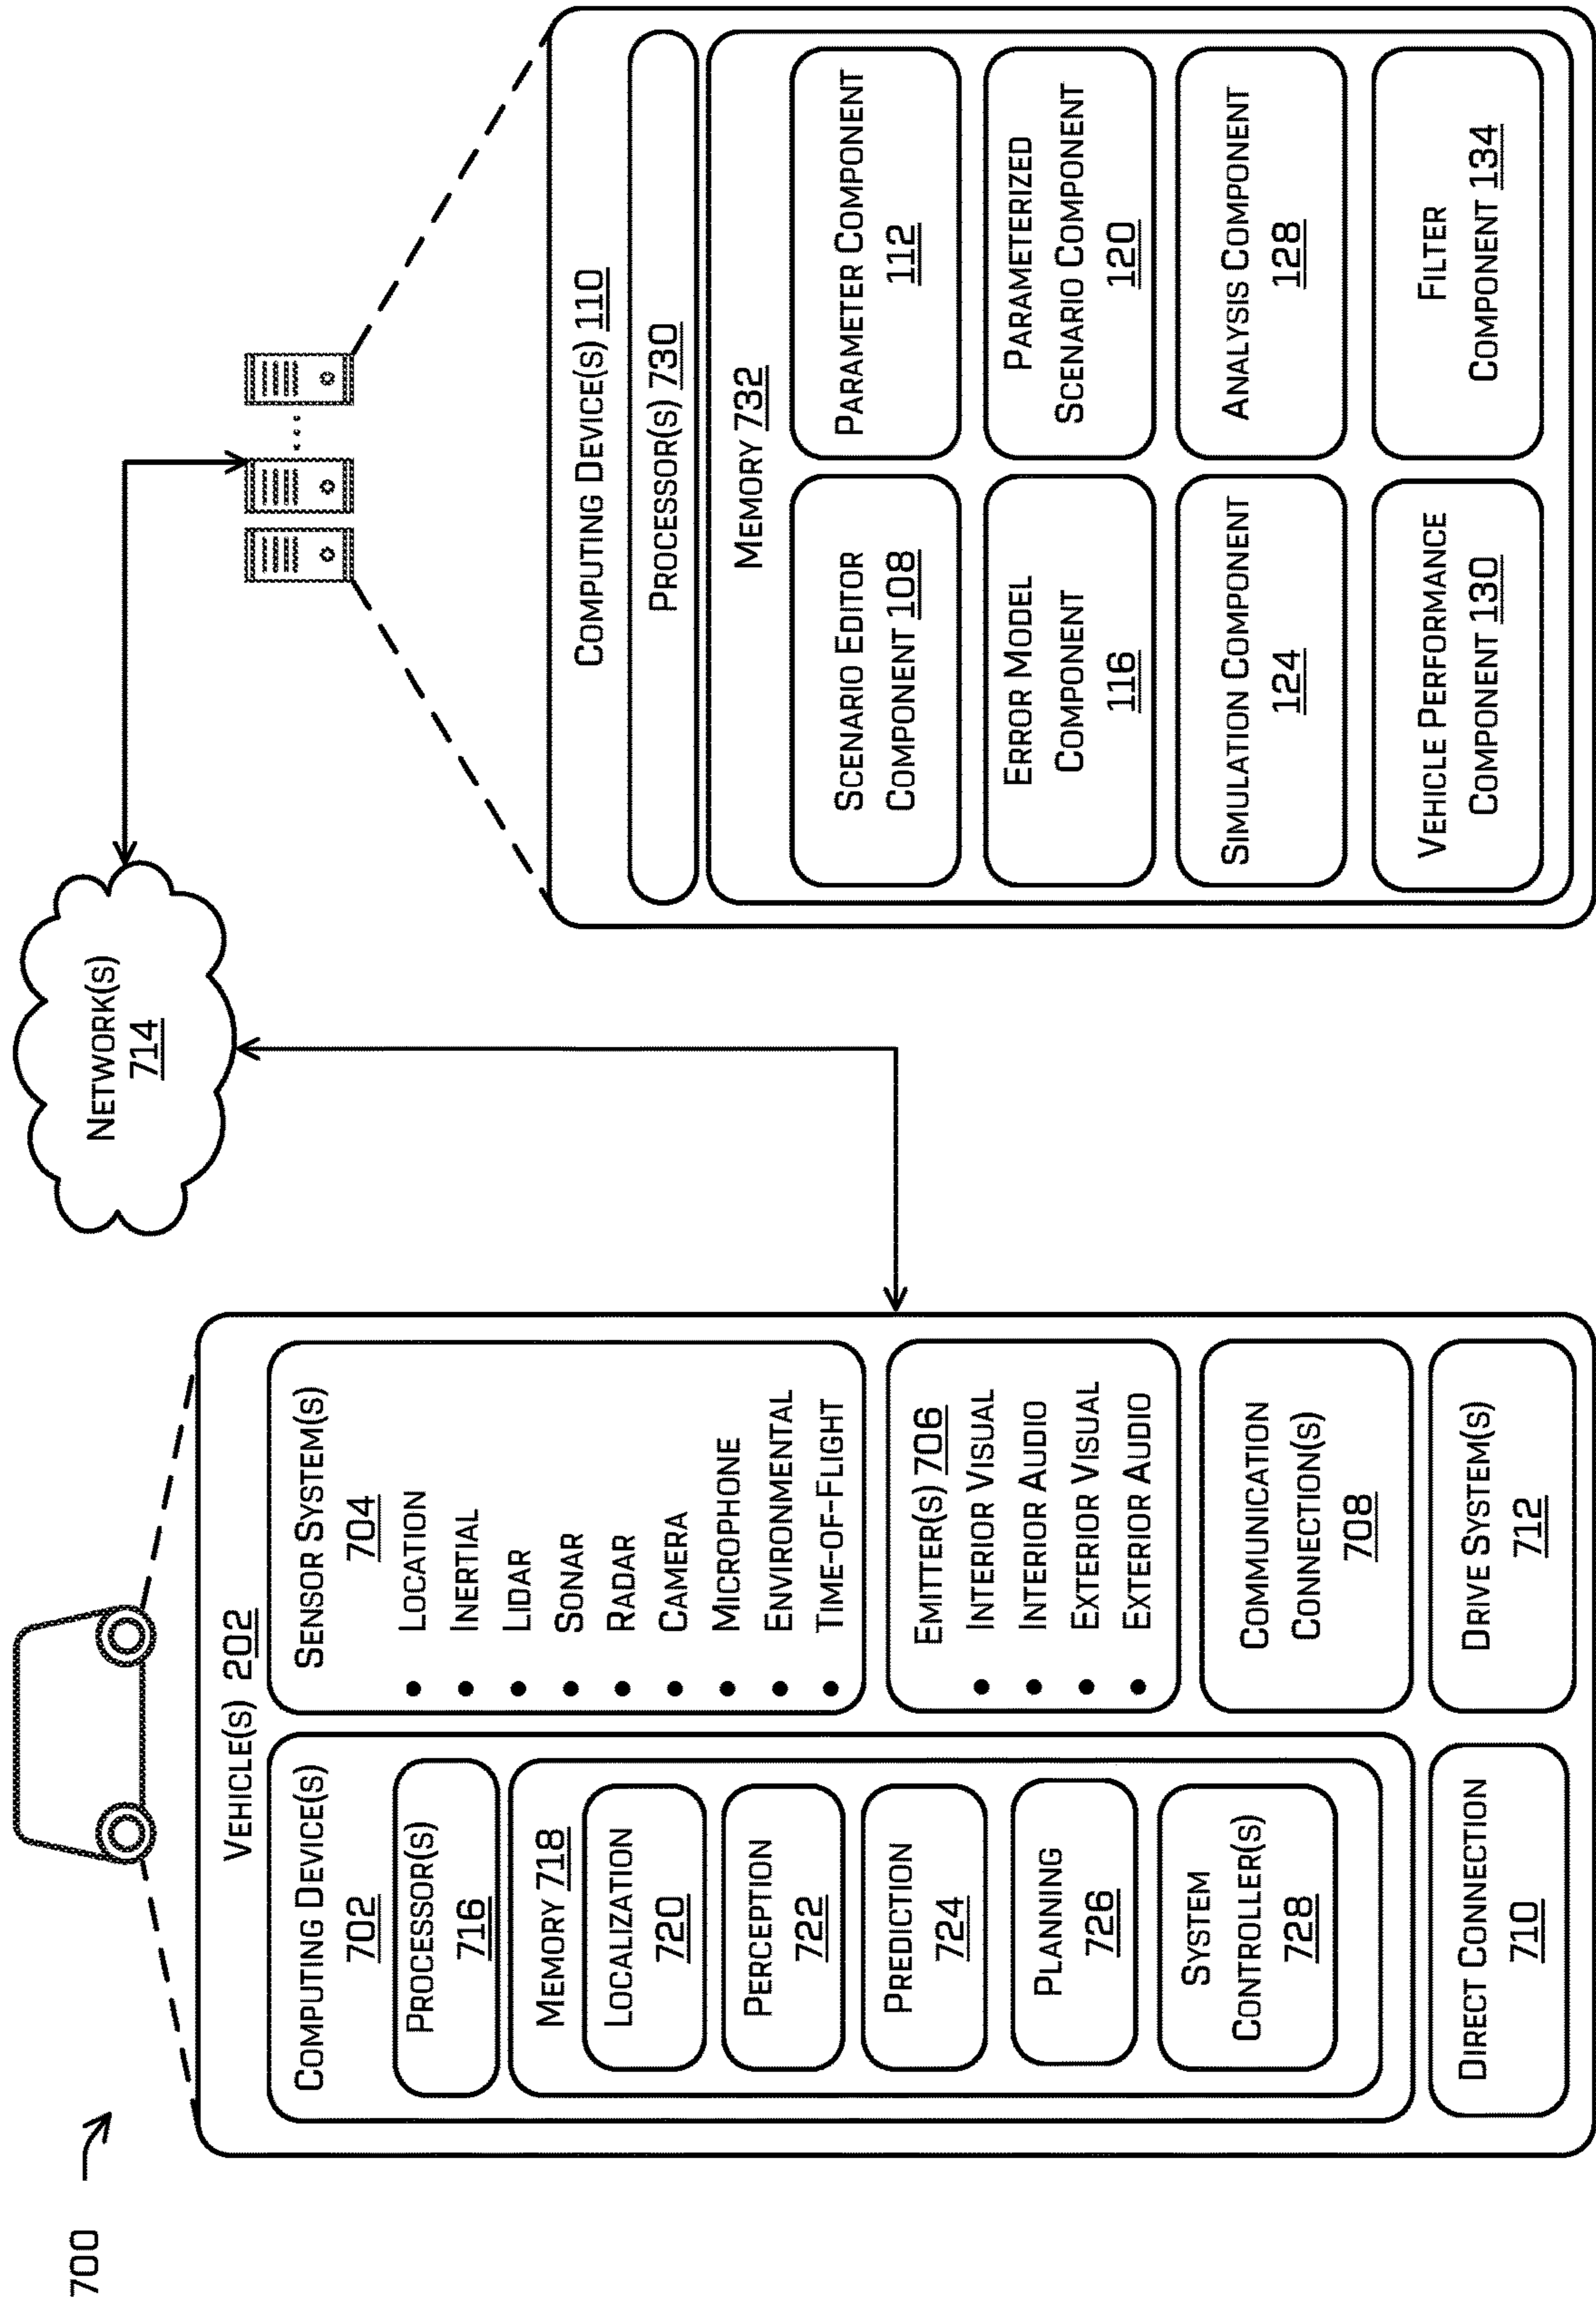 700
VEHICLE(S) 202
COMPUTING DEVICE(S)
702
PROCESSOR(S)
716
MEMORY 718
LOCALIZATION
720
PERCEPTION
722
PREDICTION
724
PLANNING
726
SYSTEM
CONTROLLER(S)
728
DIRECT CONNECTION
710
SENSOR SYSTEM(S)
704
• LOCATION
• INERTIAL
• LIDAR
• SONAR
• RADAR
• CAMERA
• MICROPHONE
• ENVIRONMENTAL
• TIME-OF-FLIGHT
EMITTER(S) 706
• INTERIOR VISUAL
• INTERIOR AUDIO
• EXTERIOR VISUAL
• EXTERIOR AUDIO
COMMUNICATION
CONNECTION(S)
708
DRIVE SYSTEM(S)
712
NETWORK(S)
714
COMPUTING DEVICE(S) 110
PROCESSOR(S) 730
MEMORY 732
SCENARIO EDITOR
COMPONENT 108
PARAMETER COMPONENT
112
ERROR MODEL
COMPONENT
116
PARAMETERIZED
SCENARIO COMPONENT
120
SIMULATION COMPONENT
124
ANALYSIS COMPONENT
128
VEHICLE PERFORMANCE
COMPONENT 130
FILTER
COMPONENT 134